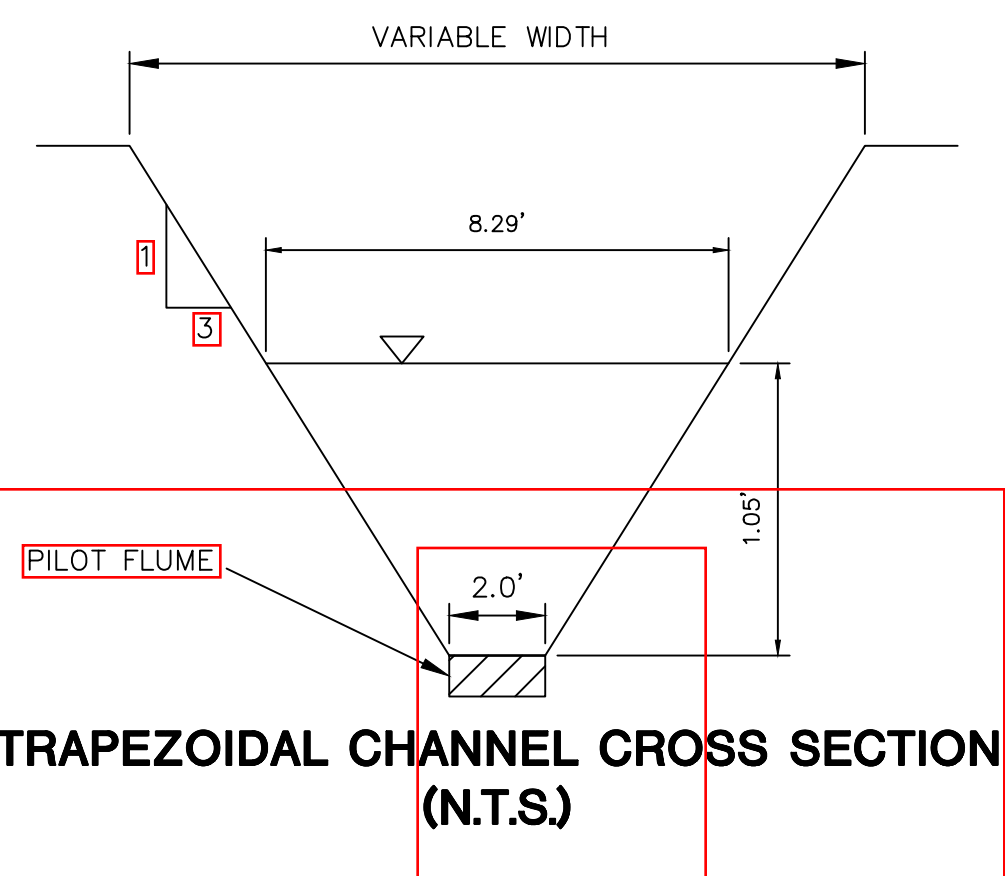 VARIABLE WIDTH
8.29'
1
3
1.05'
PILOT FLUME
2.0'
TRAPEZOIDAL CHANNEL CROSS SECTION
(N.T.S.)